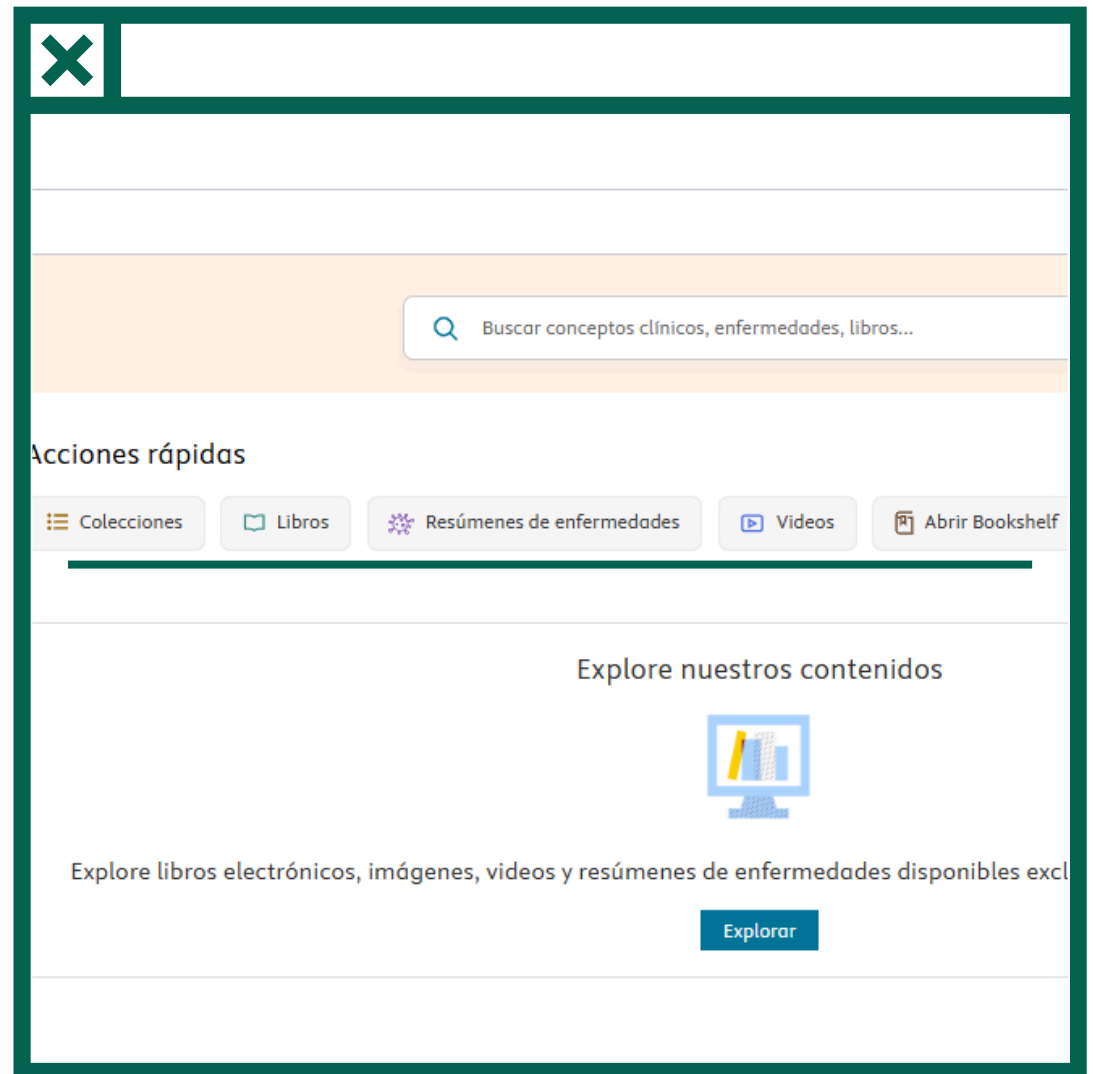 Buscar conceptos clínicos, enfermedades, libros...
Acciones rápidas
Colecciones Libros Resúmenes de enfermedades Videos Abrir Bookshelf
Explore nuestros contenidos
Explore libros electrónicos, imágenes, videos y resúmenes de enfermedades disponibles excl
Explorar